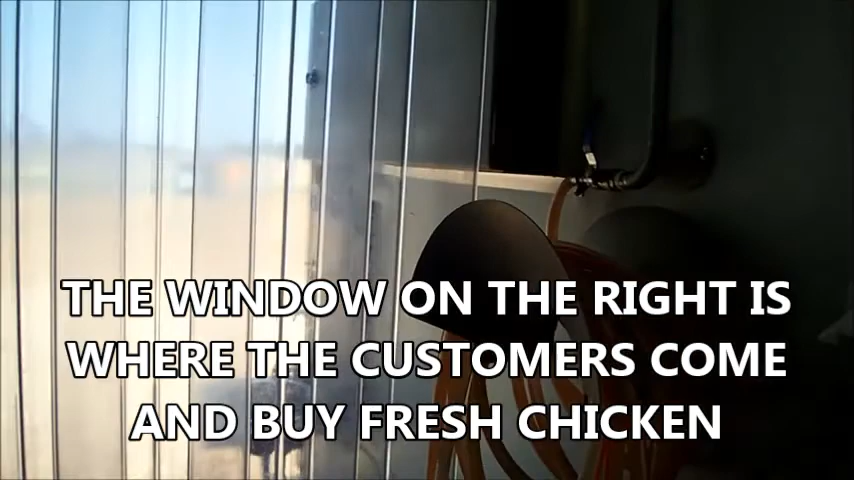 THE WINDOW ON THE RIGHT IS
WHERE THE CUSTOMERS COME
AND BUY FRESH CHICKEN